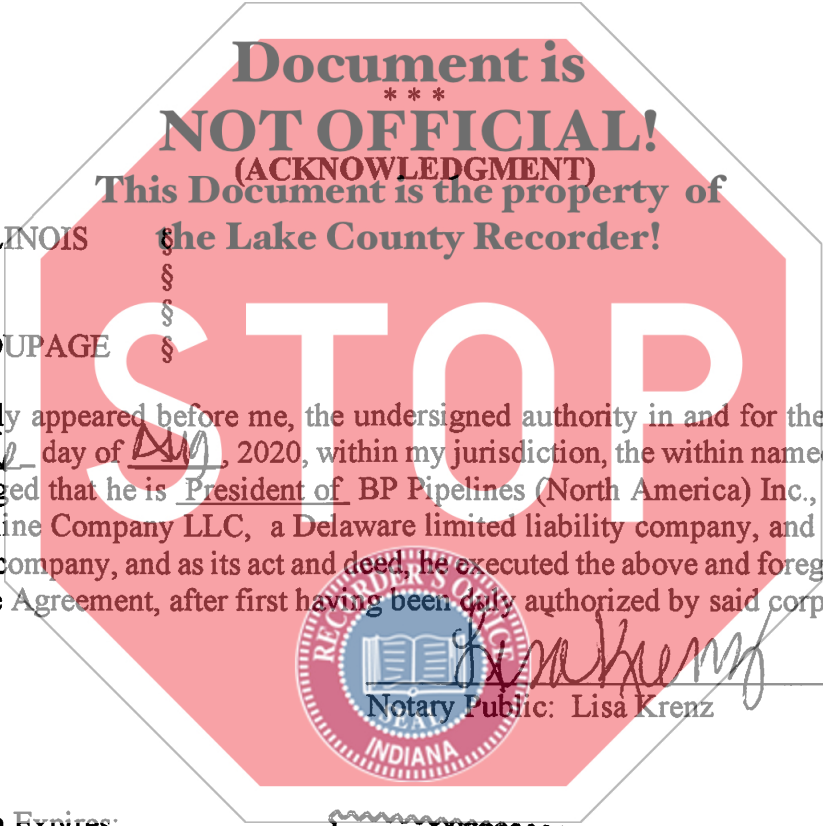 Document is
* * *
NOT OFFICIAL!
(ACKNOWLEDGMENT)
This Document is the property of
the Lake County Recorder!
LINOIS §
§
§
DUPAGE §
STOP
ly appeared before me, the undersigned authority in and for the
day of Aug, 2020, within my jurisdiction, the within name
ged that he is President of BP Pipelines (North America) Inc.,
ine Company LLC, a Delaware limited liability company, and
company, and as its act and deed, he executed the above and foreg
e Agreement, after first having been duly authorized by said corp
RECORDER'S OFFICE
SEAL
INDIANA
Lisa Krenz
Notary Public: Lisa Krenz
Expires: